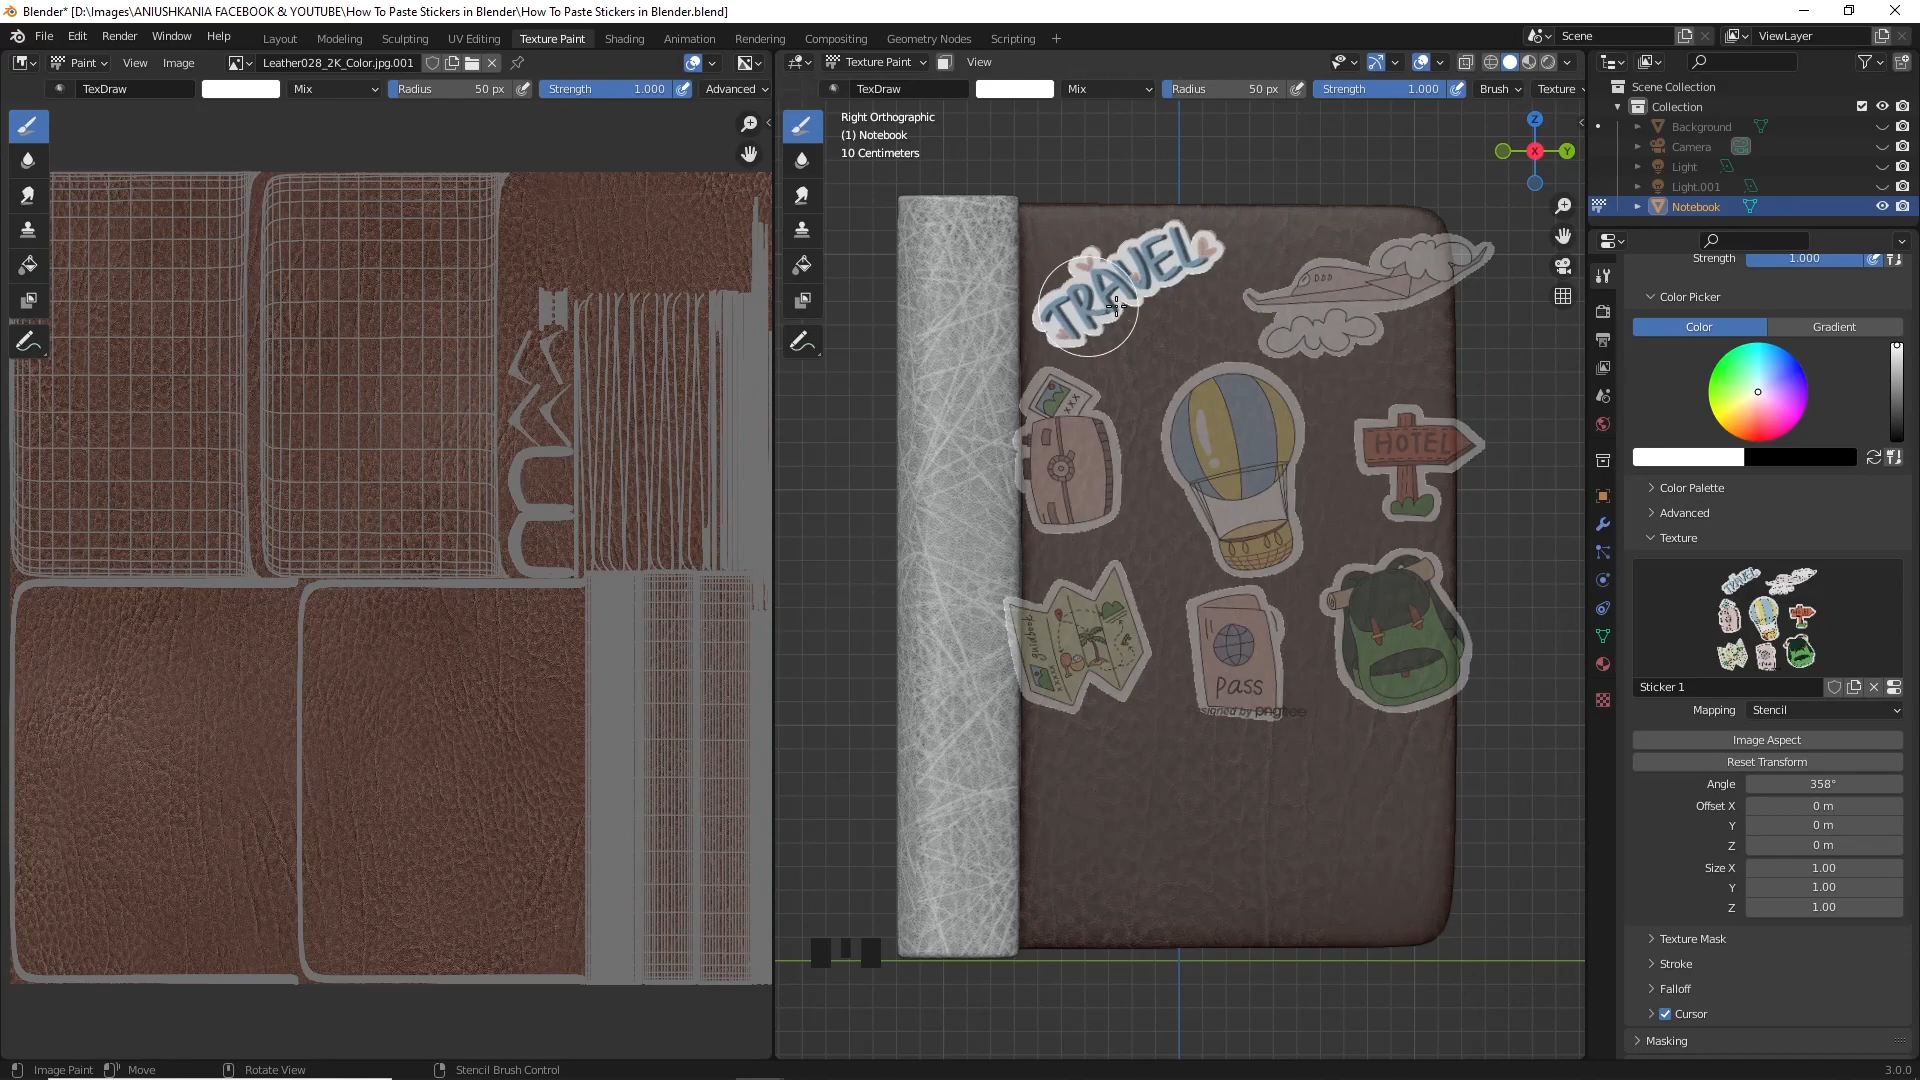 Blender* [D:\Images\ANIUSHKANIA FACEBOOK & YOUTUBE\How To Paste Stickers in Blender\How To Paste Stickers in Blender.blend]
File Edit Render Window Help Layout Modeling Sculpting UV Editing Texture Paint Shading Animation Rendering Compositing Geometry Nodes Scripting + Scene ViewLayer
Paint View Image Leather028_2K_Color.jpg.001 Texture Paint View
TexDraw Mix Radius 50 px Strength 1.000 Advanced TexDraw Mix Radius 50 px Strength 1.000 Brush Texture
Scene Collection
Collection
Background
Camera
Light
Light.001
Notebook
Right Orthographic
(1) Notebook
10 Centimeters
Z
X
Y
TRAVEL
XXX
HOTEL
guidebook
pass
designed by pngtree
Strength 1.000
Color Picker
Color Gradient
Color Palette
Advanced
Texture
Sticker 1
Mapping Stencil
Image Aspect
Reset Transform
Angle 358°
Offset X 0 m
Y 0 m
Z 0 m
Size X 1.00
Y 1.00
Z 1.00
Texture Mask
Stroke
Falloff
Cursor
Masking
Image Paint Move Rotate View Stencil Brush Control 3.0.0